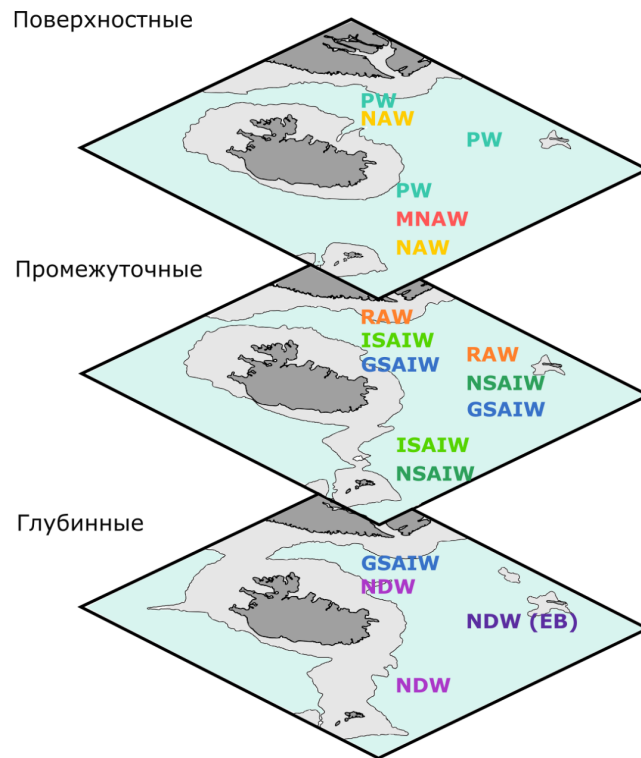 Поверхностные
PW
NAW
PW
PW
MNAW
NAW
Промежуточные
RAW
ISAIW
GSAIW
RAW
NSAIW
GSAIW
ISAIW
NSAIW
Глубинные
GSAIW
NDW
NDW (EB)
NDW